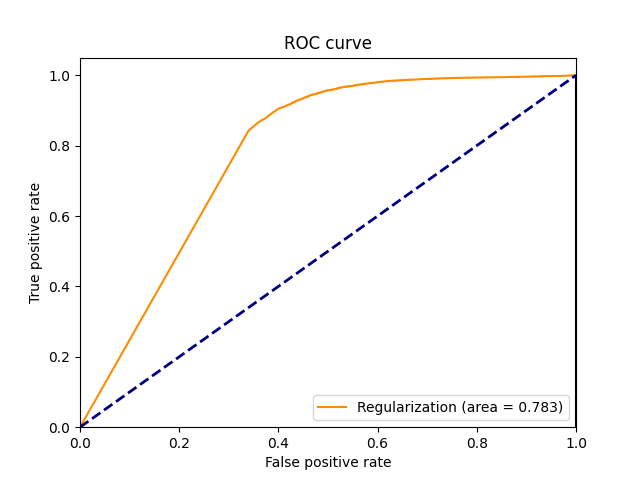 ROC curve
True positive rate
1.0
0.8
0.6
0.4
0.2
0.0
Regularization (area = 0.783)
0.0 0.2 0.4 0.6 0.8 1.0
False positive rate